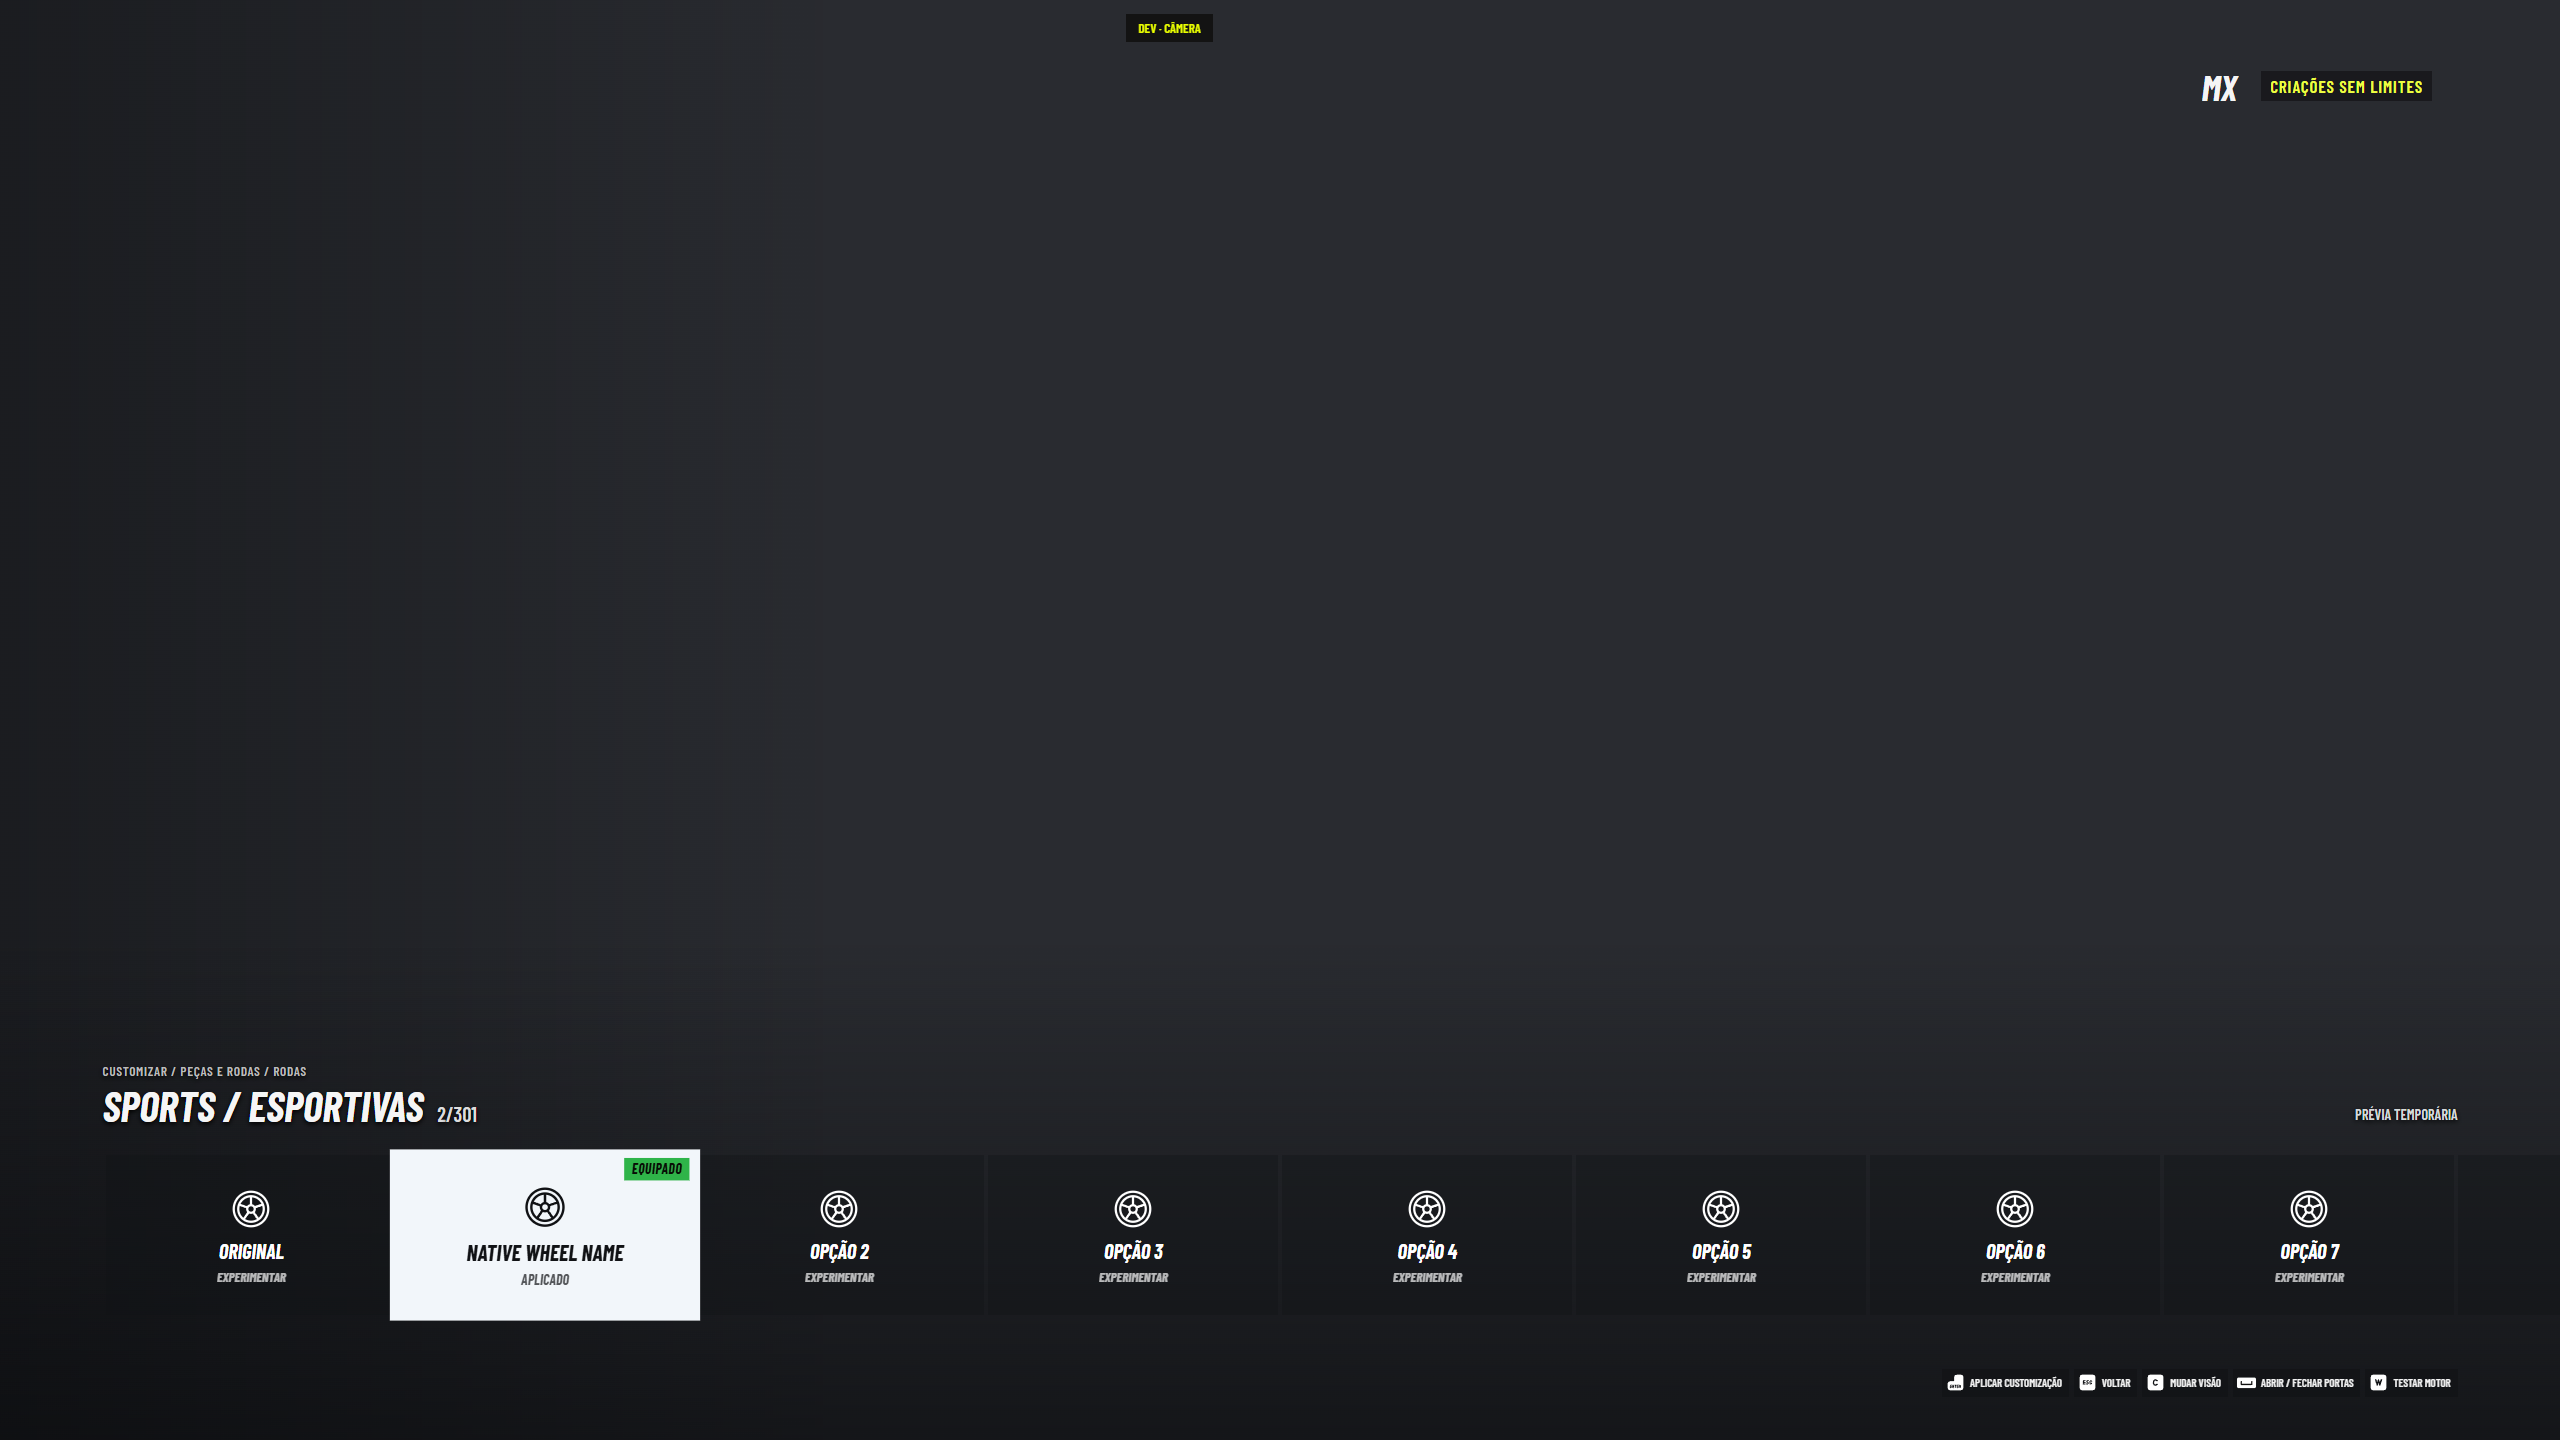 DEV · CÂMERA
MX
CRIAÇÕES SEM LIMITES
CUSTOMIZAR / PEÇAS E RODAS / RODAS
SPORTS / ESPORTIVAS 2/301
PRÉVIA TEMPORÁRIA
EQUIPADO
ORIGINAL
EXPERIMENTAR
NATIVE WHEEL NAME
APLICADO
OPÇÃO 2
EXPERIMENTAR
OPÇÃO 3
EXPERIMENTAR
OPÇÃO 4
EXPERIMENTAR
OPÇÃO 5
EXPERIMENTAR
OPÇÃO 6
EXPERIMENTAR
OPÇÃO 7
EXPERIMENTAR
ENTER APLICAR CUSTOMIZAÇÃO ESC VOLTAR C MUDAR VISÃO ABRIR / FECHAR PORTAS W TESTAR MOTOR